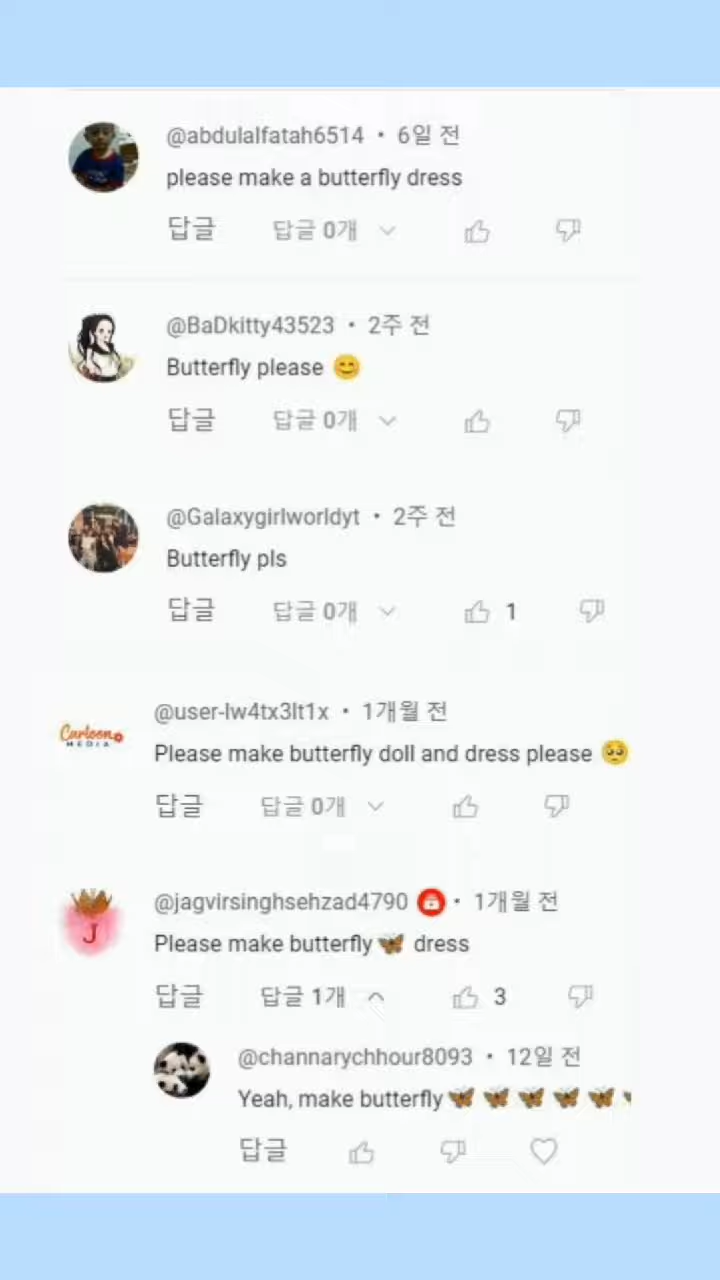 @abdulalfatah6514 • 6일 전
please make a butterfly dress
답글 답글 0개
@BaDkitty43523 • 2주 전
Butterfly please 😊
답글 답글 0개
@Galaxygirlworldyt • 2주 전
Butterfly pls
답글 답글 0개 1
Cartoon
MEDIA
@user-lw4tx3lt1x • 1개월 전
Please make butterfly doll and dress please 🥺
답글 답글 0개
J
@jagvirsinghsehzad4790 • 1개월 전
Please make butterfly 🦋 dress
답글 답글 1개 3
@channarychhour8093 • 12일 전
Yeah, make butterfly 🦋 🦋 🦋 🦋 🦋
답글